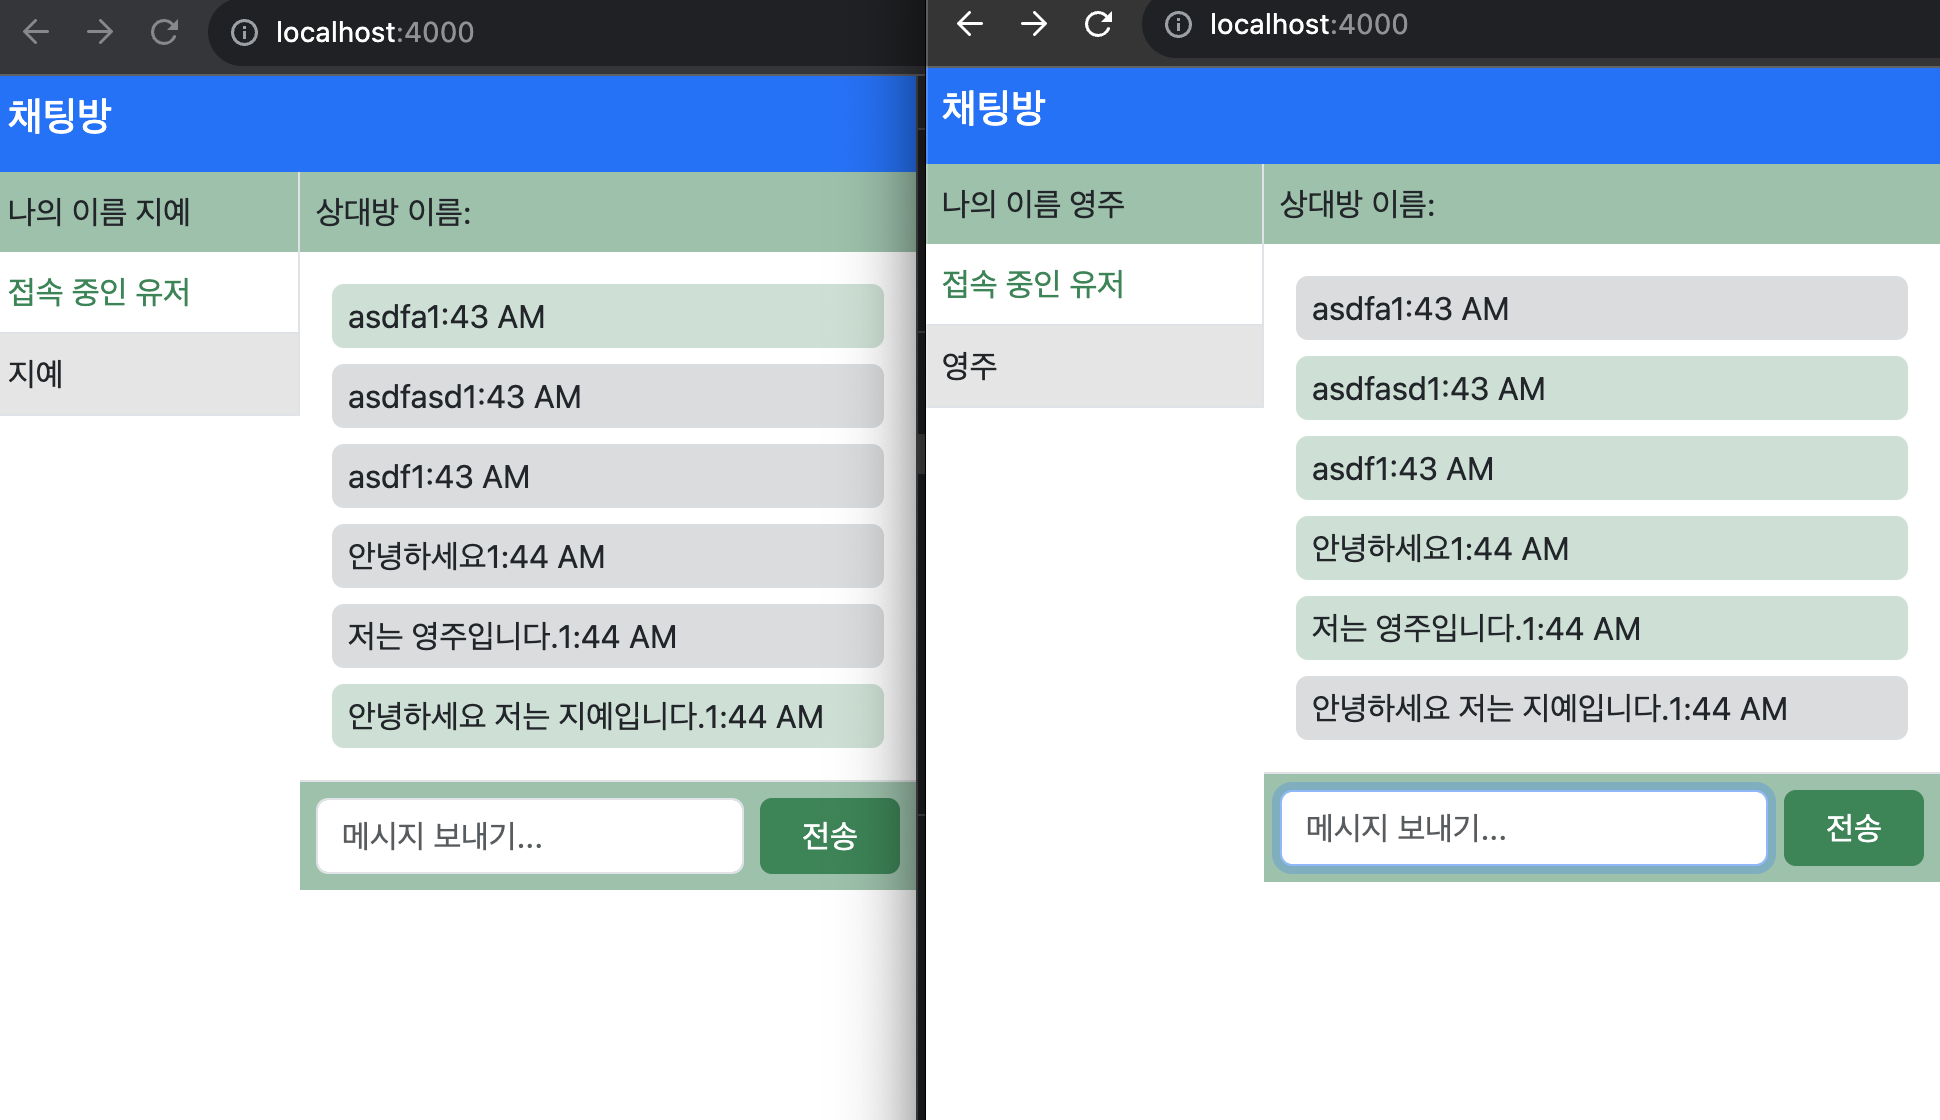 localhost:4000
채팅방
나의 이름 지예
상대방 이름:
접속 중인 유저
지예
asdfa1:43 AM
asdfasd1:43 AM
asdf1:43 AM
안녕하세요1:44 AM
저는 영주입니다.1:44 AM
안녕하세요 저는 지예입니다.1:44 AM
메시지 보내기...
전송
localhost:4000
채팅방
나의 이름 영주
상대방 이름:
접속 중인 유저
영주
asdfa1:43 AM
asdfasd1:43 AM
asdf1:43 AM
안녕하세요1:44 AM
저는 영주입니다.1:44 AM
안녕하세요 저는 지예입니다.1:44 AM
메시지 보내기...
전송